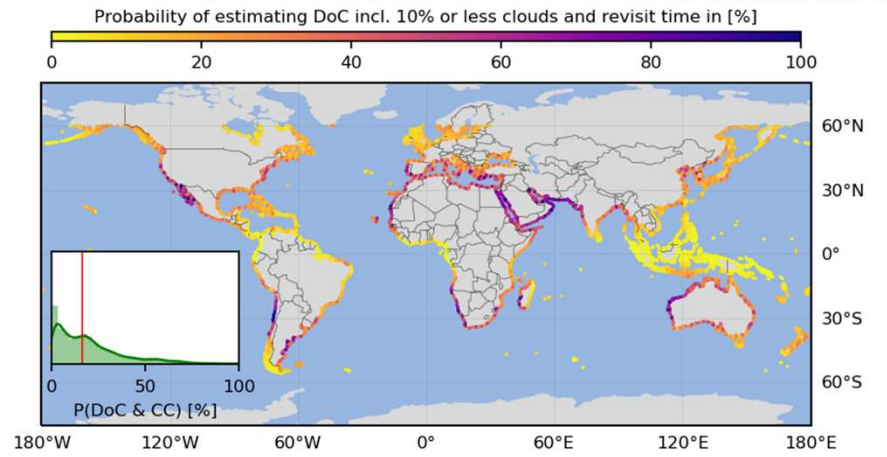 Probability of estimating DoC incl. 10% or less clouds and revisit time in [%]
0 20 40 60 80 100
60°N
30°N
0°
30°S
60°S
0 50 100
P(DoC & CC) [%]
180°W 120°W 60°W 0° 60°E 120°E 180°E